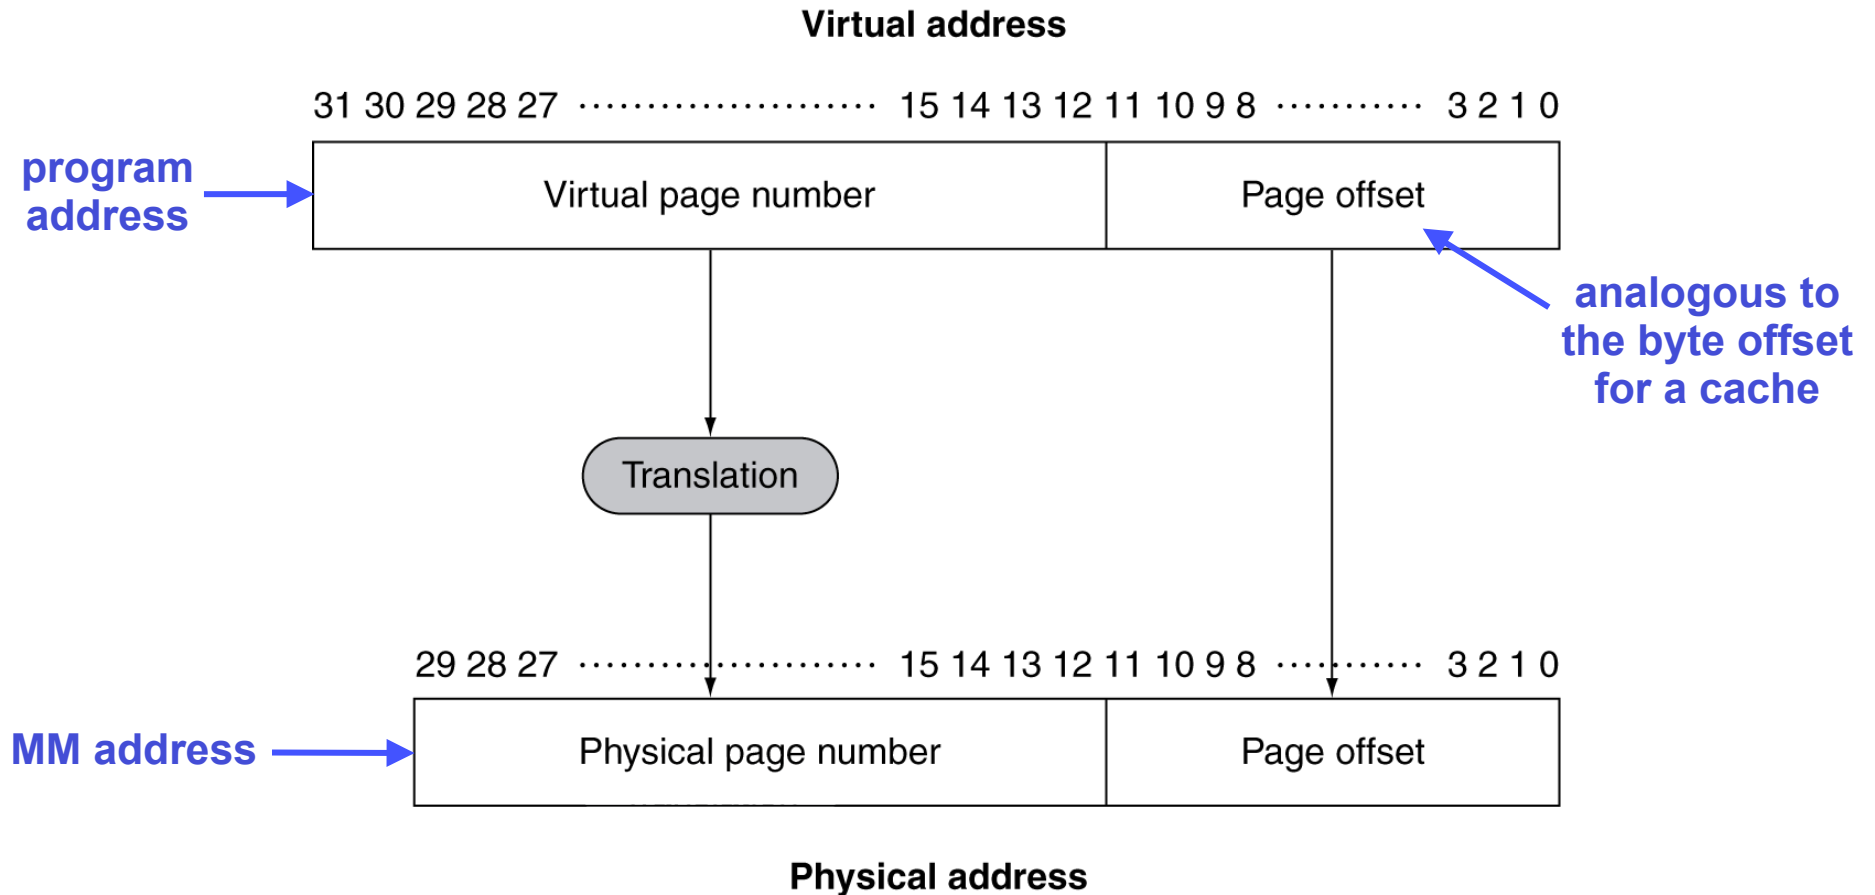 Virtual address
31 30 29 28 27 ...................... 15 14 13 12 11 10 9 8 ........... 3 2 1 0
program
address
Virtual page number
Page offset
analogous to
the byte offset
for a cache
Translation
29 28 27 ...................... 15 14 13 12 11 10 9 8 ........... 3 2 1 0
MM address
Physical page number
Page offset
Physical address